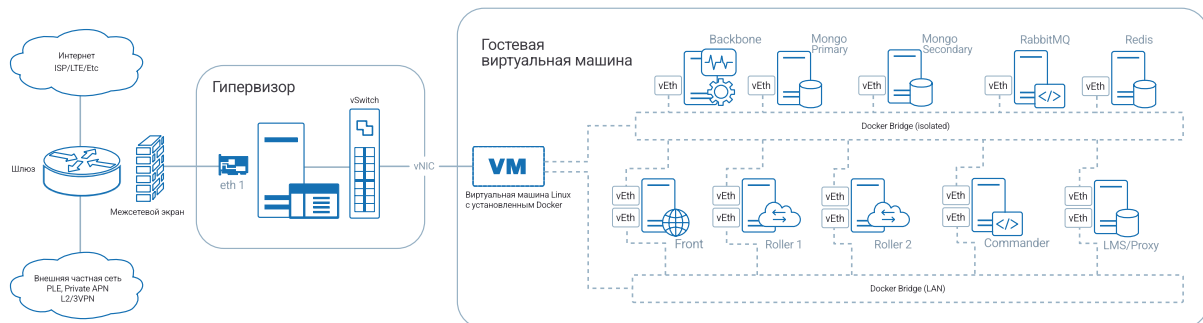 Интернет
ISP/LTE/Etc
Шлюз
Межсетевой экран
Внешняя частная сеть
PLE, Private APN
L2/3VPN
Гипервизор
eth 1
vSwitch
vNIC
Гостевая
виртуальная машина
VM
Виртуальная машина Linux
с установленным Docker
Backbone
vEth
Mongo
Primary
vEth
Mongo
Secondary
vEth
RabbitMQ
vEth
Redis
vEth
Docker Bridge (isolated)
vEth
vEth
Front
vEth
vEth
Roller 1
vEth
vEth
Roller 2
vEth
vEth
Commander
vEth
vEth
LMS/Proxy
Docker Bridge (LAN)